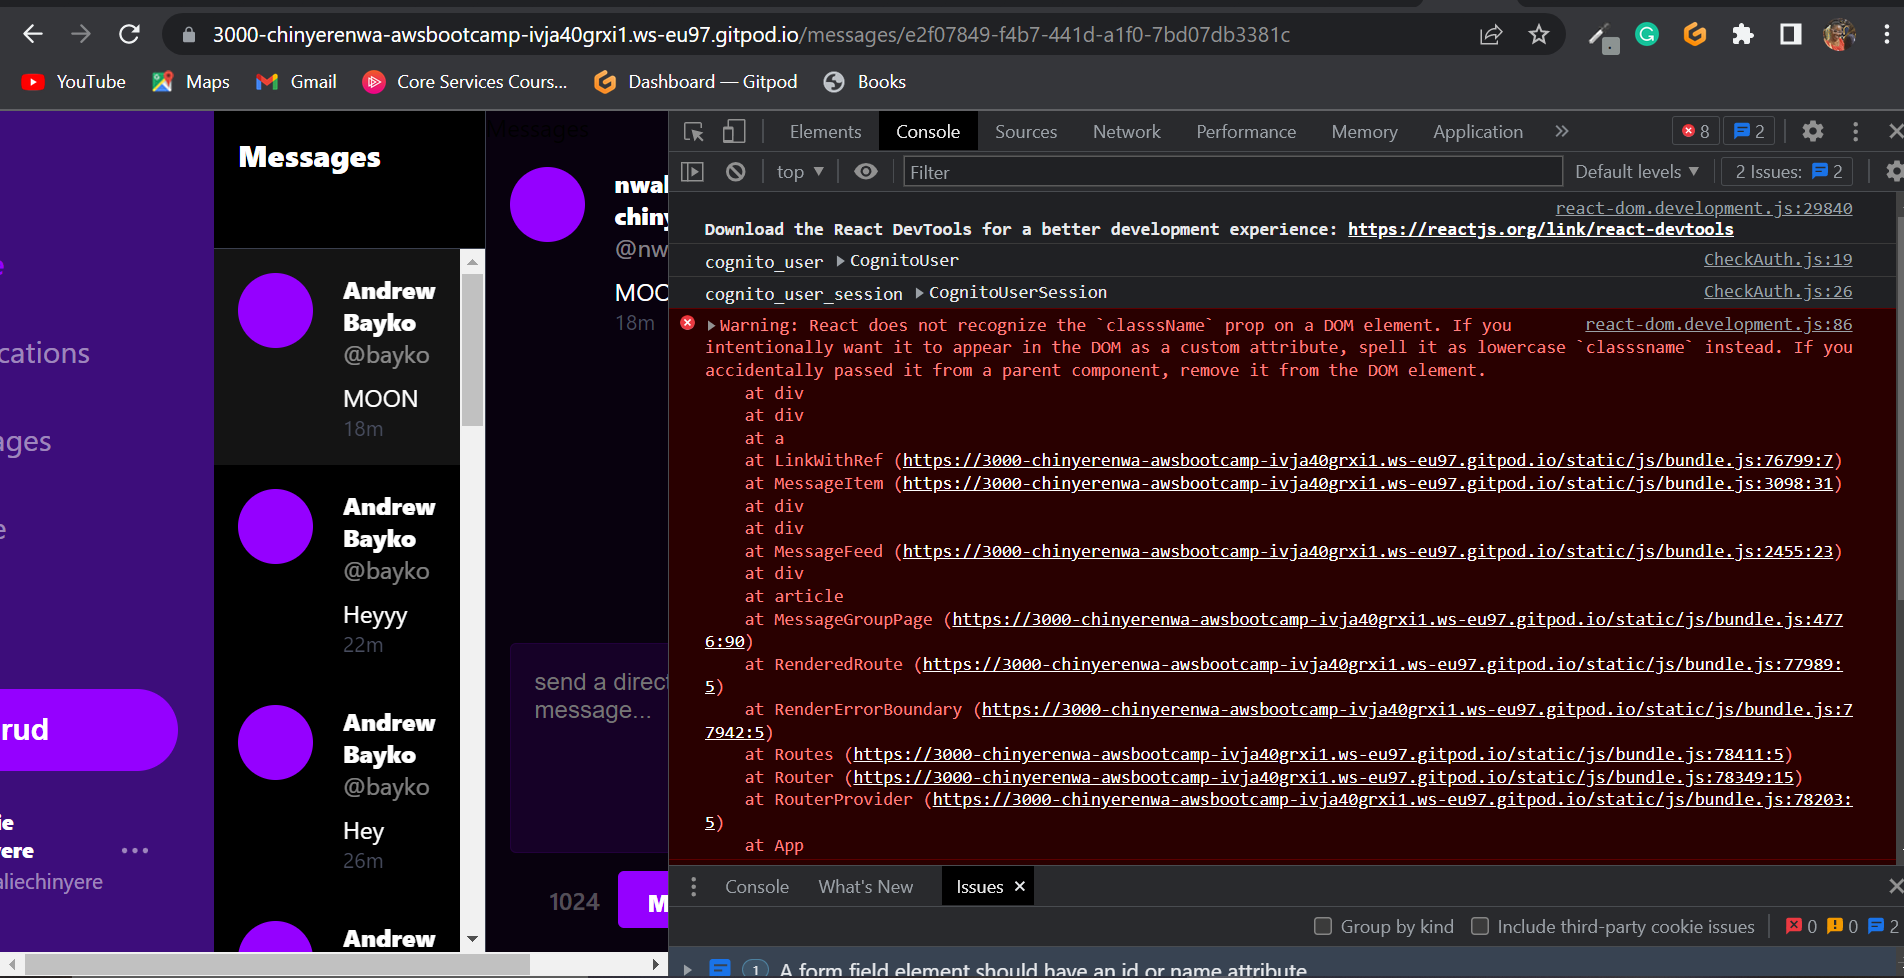 3000-chinyerenwa-awsbootcamp-ivja40grxi1.ws-eu97.gitpod.io/messages/e2f07849-f4b7-441d-a1f0-7bd07db3381c
YouTube Maps Gmail Core Services Cours... Dashboard — Gitpod Books
cations
ages
e
rud
ie
ere
aliechinyere
Messages
Andrew
Bayko
@bayko
MOON
18m
Andrew
Bayko
@bayko
Heyyy
22m
Andrew
Bayko
@bayko
Hey
26m
Andrew
Messages
nwal
chiny
@nw
MOO
18m
send a direct
message...
1024
M
Elements Console Sources Network Performance Memory Application » 8 2
top Filter Default levels 2 Issues: 2
react-dom.development.js:29840
Download the React DevTools for a better development experience: https://reactjs.org/link/react-devtools
cognito_user CognitoUser CheckAuth.js:19
cognito_user_session CognitoUserSession CheckAuth.js:26
Warning: React does not recognize the `classsName` prop on a DOM element. If you react-dom.development.js:86
intentionally want it to appear in the DOM as a custom attribute, spell it as lowercase `classsname` instead. If you
accidentally passed it from a parent component, remove it from the DOM element.
at div
at div
at a
at LinkWithRef (https://3000-chinyerenwa-awsbootcamp-ivja40grxi1.ws-eu97.gitpod.io/static/js/bundle.js:76799:7)
at MessageItem (https://3000-chinyerenwa-awsbootcamp-ivja40grxi1.ws-eu97.gitpod.io/static/js/bundle.js:3098:31)
at div
at div
at MessageFeed (https://3000-chinyerenwa-awsbootcamp-ivja40grxi1.ws-eu97.gitpod.io/static/js/bundle.js:2455:23)
at div
at article
at MessageGroupPage (https://3000-chinyerenwa-awsbootcamp-ivja40grxi1.ws-eu97.gitpod.io/static/js/bundle.js:477
6:90)
at RenderedRoute (https://3000-chinyerenwa-awsbootcamp-ivja40grxi1.ws-eu97.gitpod.io/static/js/bundle.js:77989:
5)
at RenderErrorBoundary (https://3000-chinyerenwa-awsbootcamp-ivja40grxi1.ws-eu97.gitpod.io/static/js/bundle.js:7
7942:5)
at Routes (https://3000-chinyerenwa-awsbootcamp-ivja40grxi1.ws-eu97.gitpod.io/static/js/bundle.js:78411:5)
at Router (https://3000-chinyerenwa-awsbootcamp-ivja40grxi1.ws-eu97.gitpod.io/static/js/bundle.js:78349:15)
at RouterProvider (https://3000-chinyerenwa-awsbootcamp-ivja40grxi1.ws-eu97.gitpod.io/static/js/bundle.js:78203:
5)
at App
Console What's New Issues
Group by kind Include third-party cookie issues 0 0 2
1 A form field element should have an id or name attribute